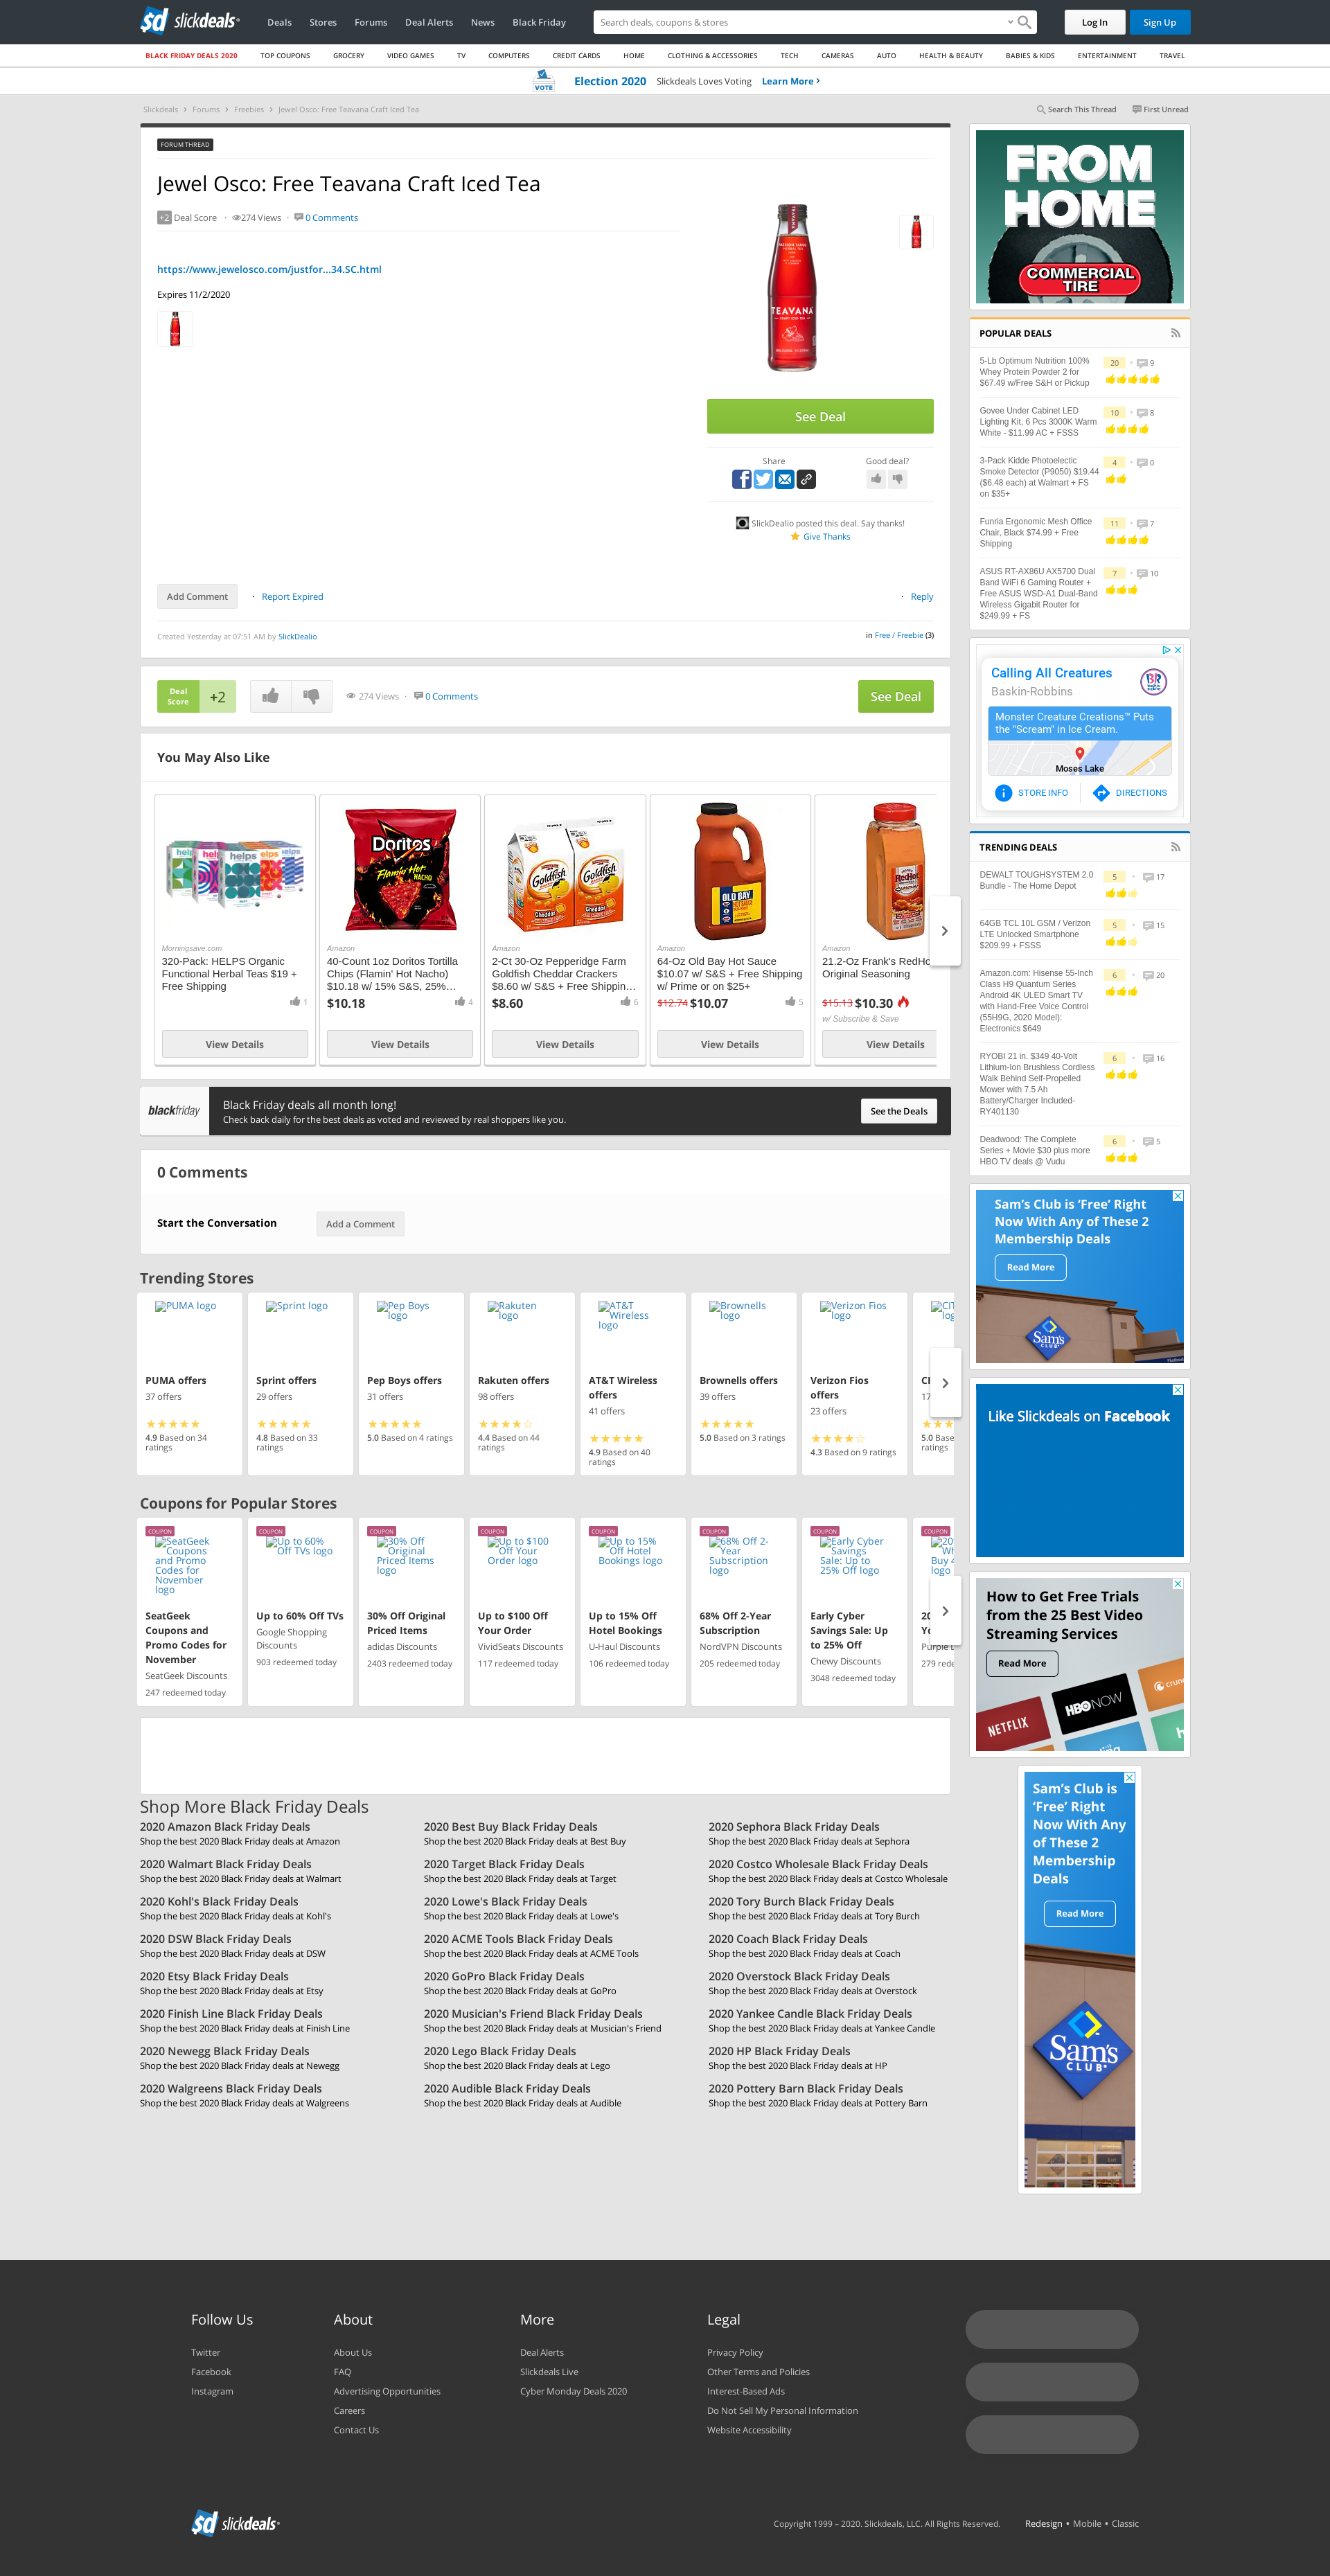 slickdeals
Deals
Stores
Forums
Deal Alerts
News
Black Friday
Search deals, coupons & stores
Log In
Sign Up
BLACK FRIDAY DEALS 2020
TOP COUPONS
GROCERY
VIDEO GAMES
TV
COMPUTERS
CREDIT CARDS
HOME
CLOTHING & ACCESSORIES
TECH
CAMERAS
AUTO
HEALTH & BEAUTY
BABIES & KIDS
ENTERTAINMENT
TRAVEL
VOTE
Election 2020 Slickdeals Loves Voting Learn More ›
Slickdeals › Forums › Freebies › Jewel Osco: Free Teavana Craft Iced Tea
Search This Thread
First Unread
FORUM THREAD
Jewel Osco: Free Teavana Craft Iced Tea
+2 Deal Score · 274 Views · 0 Comments
https://www.jewelosco.com/justfor...34.SC.html
Expires 11/2/2020
TEAVANA
See Deal
Share
Good deal?
SlickDealio posted this deal. Say thanks!
Give Thanks
Add Comment
· Report Expired
· Reply
Created Yesterday at 07:51 AM by SlickDealio
in Free / Freebie (3)
Deal Score
+2
274 Views · 0 Comments
See Deal
You May Also Like
Morningsave.com
320-Pack: HELPS Organic
Functional Herbal Teas $19 +
Free Shipping
1
View Details
Doritos
Flamin' Hot
NACHO
Amazon
40-Count 1oz Doritos Tortilla
Chips (Flamin' Hot Nacho)
$10.18 w/ 15% S&S, 25%...
$10.18
4
View Details
Goldfish
Cheddar
Amazon
2-Ct 30-Oz Pepperidge Farm
Goldfish Cheddar Crackers
$8.60 w/ S&S + Free Shippin...
$8.60
6
View Details
OLD BAY
Amazon
64-Oz Old Bay Hot Sauce
$10.07 w/ S&S + Free Shipping
w/ Prime or on $25+
$12.74 $10.07
5
View Details
RedHot
Amazon
21.2-Oz Frank's RedHo
Original Seasoning
$15.13 $10.30
w/ Subscribe & Save
View Details
blackfriday
Black Friday deals all month long!
Check back daily for the best deals as voted and reviewed by real shoppers like you.
See the Deals
0 Comments
Start the Conversation
Add a Comment
Trending Stores
PUMA logo
PUMA offers
37 offers
4.9 Based on 34
ratings
Sprint logo
Sprint offers
29 offers
4.8 Based on 33
ratings
Pep Boys
logo
Pep Boys offers
31 offers
5.0 Based on 4 ratings
Rakuten
logo
Rakuten offers
98 offers
4.4 Based on 44
ratings
AT&T
Wireless
logo
AT&T Wireless
offers
41 offers
4.9 Based on 40
ratings
Brownells
logo
Brownells offers
39 offers
5.0 Based on 3 ratings
Verizon Fios
logo
Verizon Fios
offers
23 offers
4.3 Based on 9 ratings
5.0 Base
ratings
Coupons for Popular Stores
COUPON
SeatGeek
Coupons
and Promo
Codes for
November
logo
SeatGeek
Coupons and
Promo Codes for
November
SeatGeek Discounts
247 redeemed today
COUPON
Up to 60%
Off TVs logo
Up to 60% Off TVs
Google Shopping
Discounts
903 redeemed today
COUPON
30% Off
Original
Priced Items
logo
30% Off Original
Priced Items
adidas Discounts
2403 redeemed today
COUPON
Up to $100
Off Your
Order logo
Up to $100 Off
Your Order
VividSeats Discounts
117 redeemed today
COUPON
Up to 15%
Off Hotel
Bookings logo
Up to 15% Off
Hotel Bookings
U-Haul Discounts
106 redeemed today
COUPON
68% Off 2-
Year
Subscription
logo
68% Off 2-Year
Subscription
NordVPN Discounts
205 redeemed today
COUPON
Early Cyber
Savings
Sale: Up to
25% Off logo
Early Cyber
Savings Sale: Up
to 25% Off
Chewy Discounts
3048 redeemed today
COUPON
Shop More Black Friday Deals
2020 Amazon Black Friday Deals
Shop the best 2020 Black Friday deals at Amazon
2020 Best Buy Black Friday Deals
Shop the best 2020 Black Friday deals at Best Buy
2020 Sephora Black Friday Deals
Shop the best 2020 Black Friday deals at Sephora
2020 Walmart Black Friday Deals
Shop the best 2020 Black Friday deals at Walmart
2020 Target Black Friday Deals
Shop the best 2020 Black Friday deals at Target
2020 Costco Wholesale Black Friday Deals
Shop the best 2020 Black Friday deals at Costco Wholesale
2020 Kohl's Black Friday Deals
Shop the best 2020 Black Friday deals at Kohl's
2020 Lowe's Black Friday Deals
Shop the best 2020 Black Friday deals at Lowe's
2020 Tory Burch Black Friday Deals
Shop the best 2020 Black Friday deals at Tory Burch
2020 DSW Black Friday Deals
Shop the best 2020 Black Friday deals at DSW
2020 ACME Tools Black Friday Deals
Shop the best 2020 Black Friday deals at ACME Tools
2020 Coach Black Friday Deals
Shop the best 2020 Black Friday deals at Coach
2020 Etsy Black Friday Deals
Shop the best 2020 Black Friday deals at Etsy
2020 GoPro Black Friday Deals
Shop the best 2020 Black Friday deals at GoPro
2020 Overstock Black Friday Deals
Shop the best 2020 Black Friday deals at Overstock
2020 Finish Line Black Friday Deals
Shop the best 2020 Black Friday deals at Finish Line
2020 Musician's Friend Black Friday Deals
Shop the best 2020 Black Friday deals at Musician's Friend
2020 Yankee Candle Black Friday Deals
Shop the best 2020 Black Friday deals at Yankee Candle
2020 Newegg Black Friday Deals
Shop the best 2020 Black Friday deals at Newegg
2020 Lego Black Friday Deals
Shop the best 2020 Black Friday deals at Lego
2020 HP Black Friday Deals
Shop the best 2020 Black Friday deals at HP
2020 Walgreens Black Friday Deals
Shop the best 2020 Black Friday deals at Walgreens
2020 Audible Black Friday Deals
Shop the best 2020 Black Friday deals at Audible
2020 Pottery Barn Black Friday Deals
Shop the best 2020 Black Friday deals at Pottery Barn
FROM
HOME
COMMERCIAL
TIRE
POPULAR DEALS
5-Lb Optimum Nutrition 100%
Whey Protein Powder 2 for
$67.49 w/Free S&H or Pickup
20 · 9
Govee Under Cabinet LED
Lighting Kit, 6 Pcs 3000K Warm
White - $11.99 AC + FSSS
10 · 8
3-Pack Kidde Photoelectic
Smoke Detector (P9050) $19.44
($6.48 each) at Walmart + FS
on $35+
4 · 0
Funria Ergonomic Mesh Office
Chair, Black $74.99 + Free
Shipping
11 · 7
ASUS RT-AX86U AX5700 Dual
Band WiFi 6 Gaming Router +
Free ASUS WSD-A1 Dual-Band
Wireless Gigabit Router for
$249.99 + FS
7 · 10
Calling All Creatures
Baskin-Robbins
BR
Monster Creature Creations™ Puts
the "Scream" in Ice Cream.
Moses Lake
STORE INFO
DIRECTIONS
TRENDING DEALS
DEWALT TOUGHSYSTEM 2.0
Bundle - The Home Depot
5 · 17
64GB TCL 10L GSM / Verizon
LTE Unlocked Smartphone
$209.99 + FSSS
5 · 15
Amazon.com: Hisense 55-Inch
Class H9 Quantum Series
Android 4K ULED Smart TV
with Hand-Free Voice Control
(55H9G, 2020 Model):
Electronics $649
6 · 20
RYOBI 21 in. $349 40-Volt
Lithium-Ion Brushless Cordless
Walk Behind Self-Propelled
Mower with 7.5 Ah
Battery/Charger Included-
RY401130
6 · 16
Deadwood: The Complete
Series + Movie $30 plus more
HBO TV deals @ Vudu
6 · 5
Sam's Club is 'Free' Right
Now With Any of These 2
Membership Deals
Read More
Sam's
CLUB
Like Slickdeals on Facebook
How to Get Free Trials
from the 25 Best Video
Streaming Services
Read More
NETFLIX
HBO NOW
Sam's Club is
'Free' Right
Now With Any
of These 2
Membership
Deals
Read More
Sam's
CLUB
Follow Us
Twitter
Facebook
Instagram
About
About Us
FAQ
Advertising Opportunities
Careers
Contact Us
More
Deal Alerts
Slickdeals Live
Cyber Monday Deals 2020
Legal
Privacy Policy
Other Terms and Policies
Interest-Based Ads
Do Not Sell My Personal Information
Website Accessibility
slickdeals
Copyright 1999 – 2020. Slickdeals, LLC. All Rights Reserved.
Redesign • Mobile • Classic